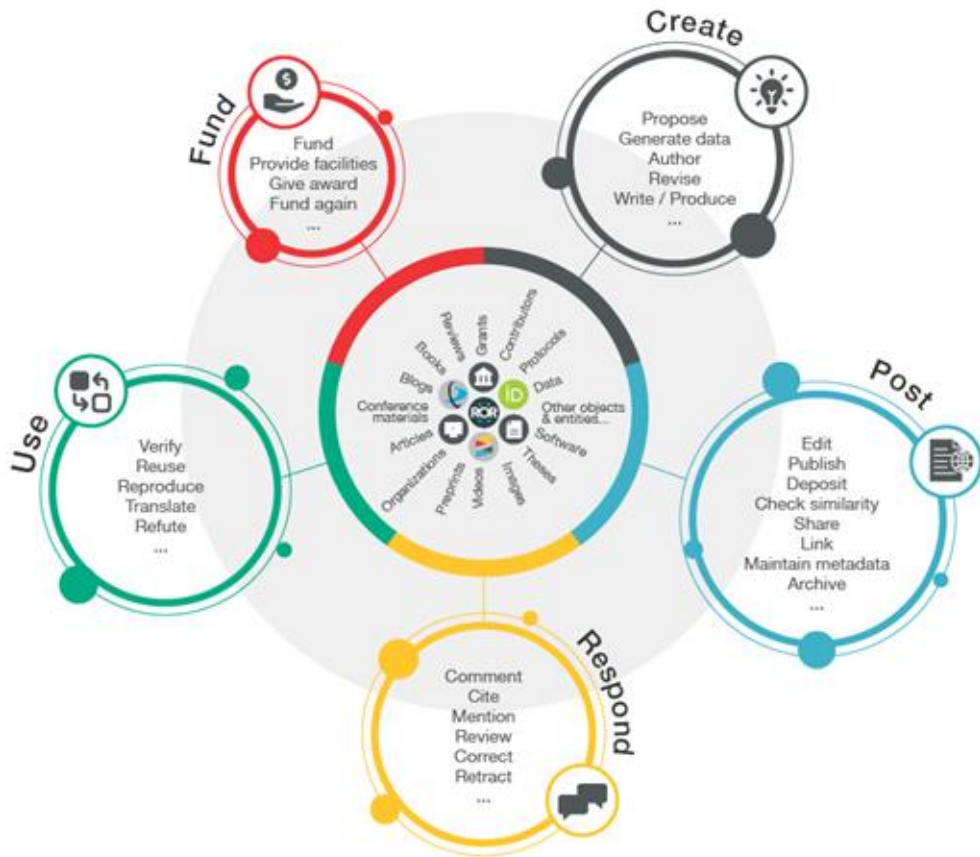 Fund
Fund
Provide facilities
Give award
Fund again
...
Create
Propose
Generate data
Author
Revise
Write / Produce
...
Post
Edit
Publish
Deposit
Check similarity
Share
Link
Maintain metadata
Archive
...
Respond
Comment
Cite
Mention
Review
Correct
Retract
...
Use
Verify
Reuse
Reproduce
Translate
Refute
...
Grants
Contributors
Protocols
Data
Other objects
& entities...
Software
Theses
Images
Videos
Preprints
Organizations
Articles
Conference
materials
Blogs
Books
Reviews
iD
ROR
$